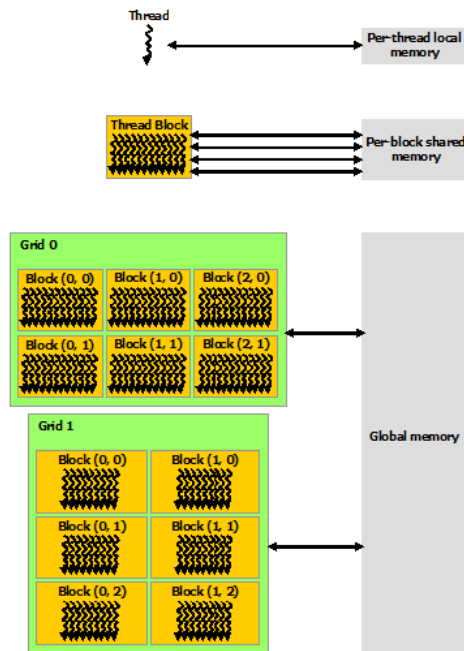 Thread
Per-thread local
memory
Thread Block
Per-block shared
memory
Grid 0
Block (0, 0) Block (1, 0) Block (2, 0)
Block (0, 1) Block (1, 1) Block (2, 1)
Global memory
Grid 1
Block (0, 0) Block (1, 0)
Block (0, 1) Block (1, 1)
Block (0, 2) Block (1, 2)